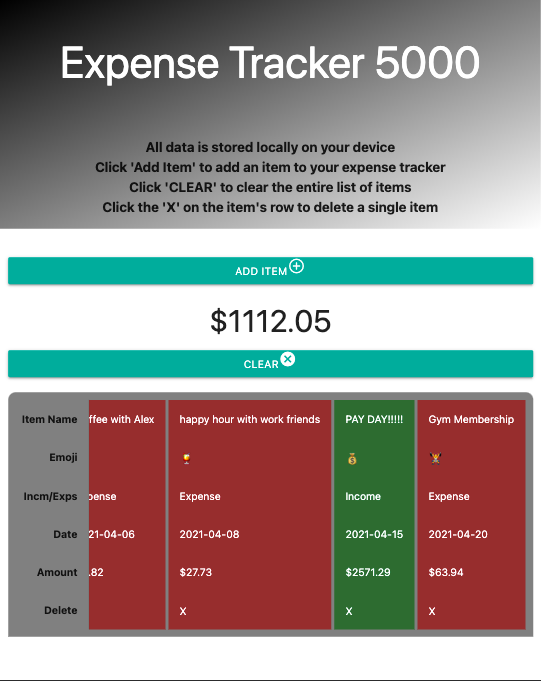 Expense Tracker 5000
All data is stored locally on your device
Click 'Add Item' to add an item to your expense tracker
Click 'CLEAR' to clear the entire list of items
Click the 'X' on the item's row to delete a single item
ADD ITEM
$1112.05
CLEAR
Item Name ffee with Alex happy hour with work friends PAY DAY!!!!! Gym Membership
Emoji 🍷 💰 🏋
Incm/Exps pense Expense Income Expense
Date 21-04-06 2021-04-08 2021-04-15 2021-04-20
Amount .82 $27.73 $2571.29 $63.94
Delete X X X